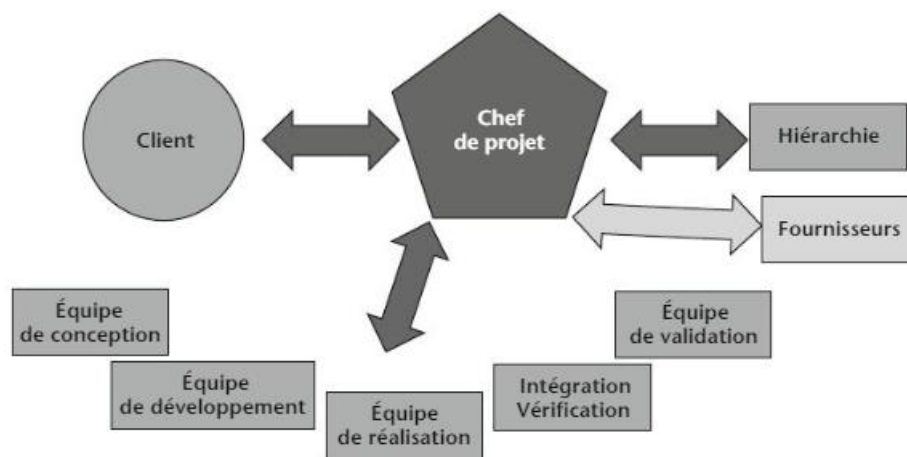 Client
Chef
de projet
Hiérarchie
Fournisseurs
Équipe
de conception
Équipe
de développement
Équipe
de réalisation
Intégration
Vérification
Équipe
de validation